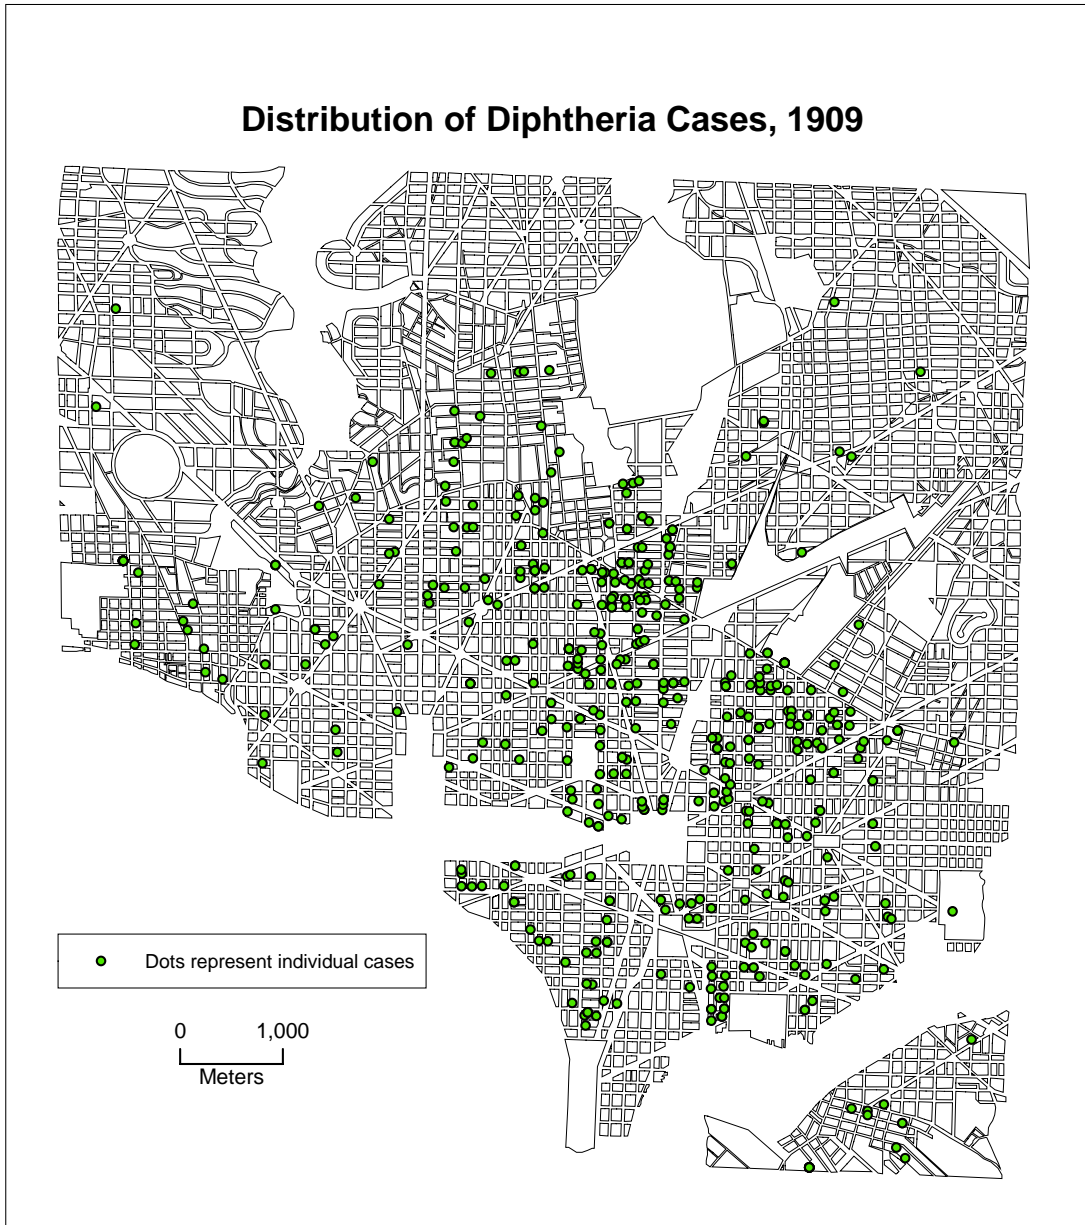 Distribution of Diphtheria Cases, 1909
Dots represent individual cases
0 1,000
Meters